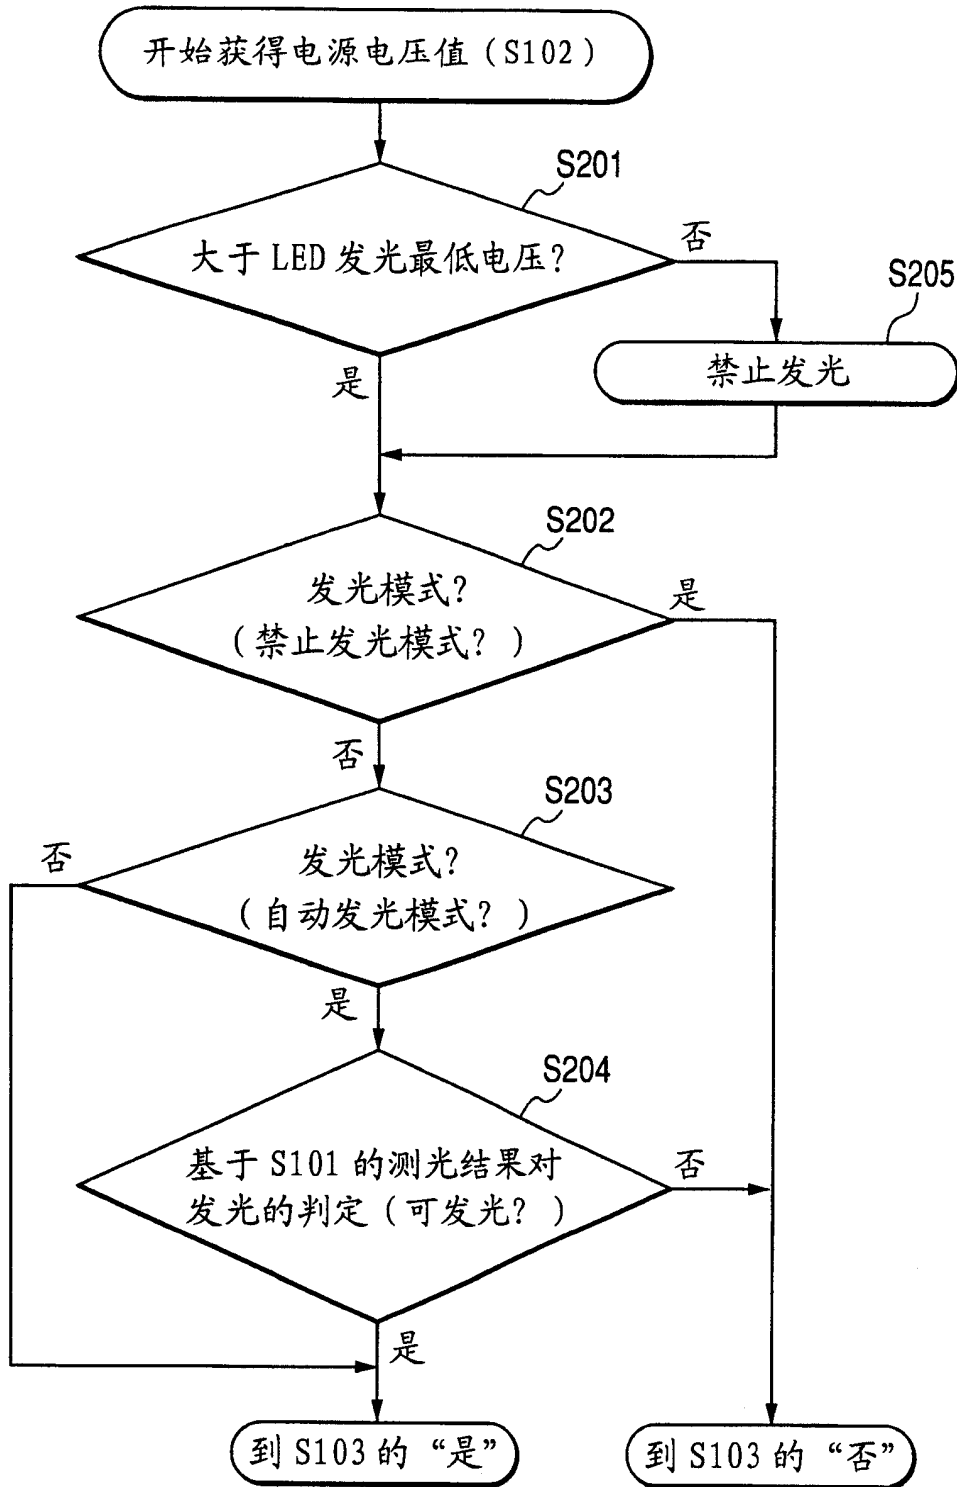 开始获得电源电压值(S102)
S201
大于 LED 发光最低电压?
否
S205
禁止发光
是
S202
发光模式?
(禁止发光模式?)
是
否
S203
否
发光模式?
(自动发光模式?)
是
S204
基于 S101 的测光结果对
发光的判定(可发光?)
否
是
到 S103 的“是”
到 S103 的“否”